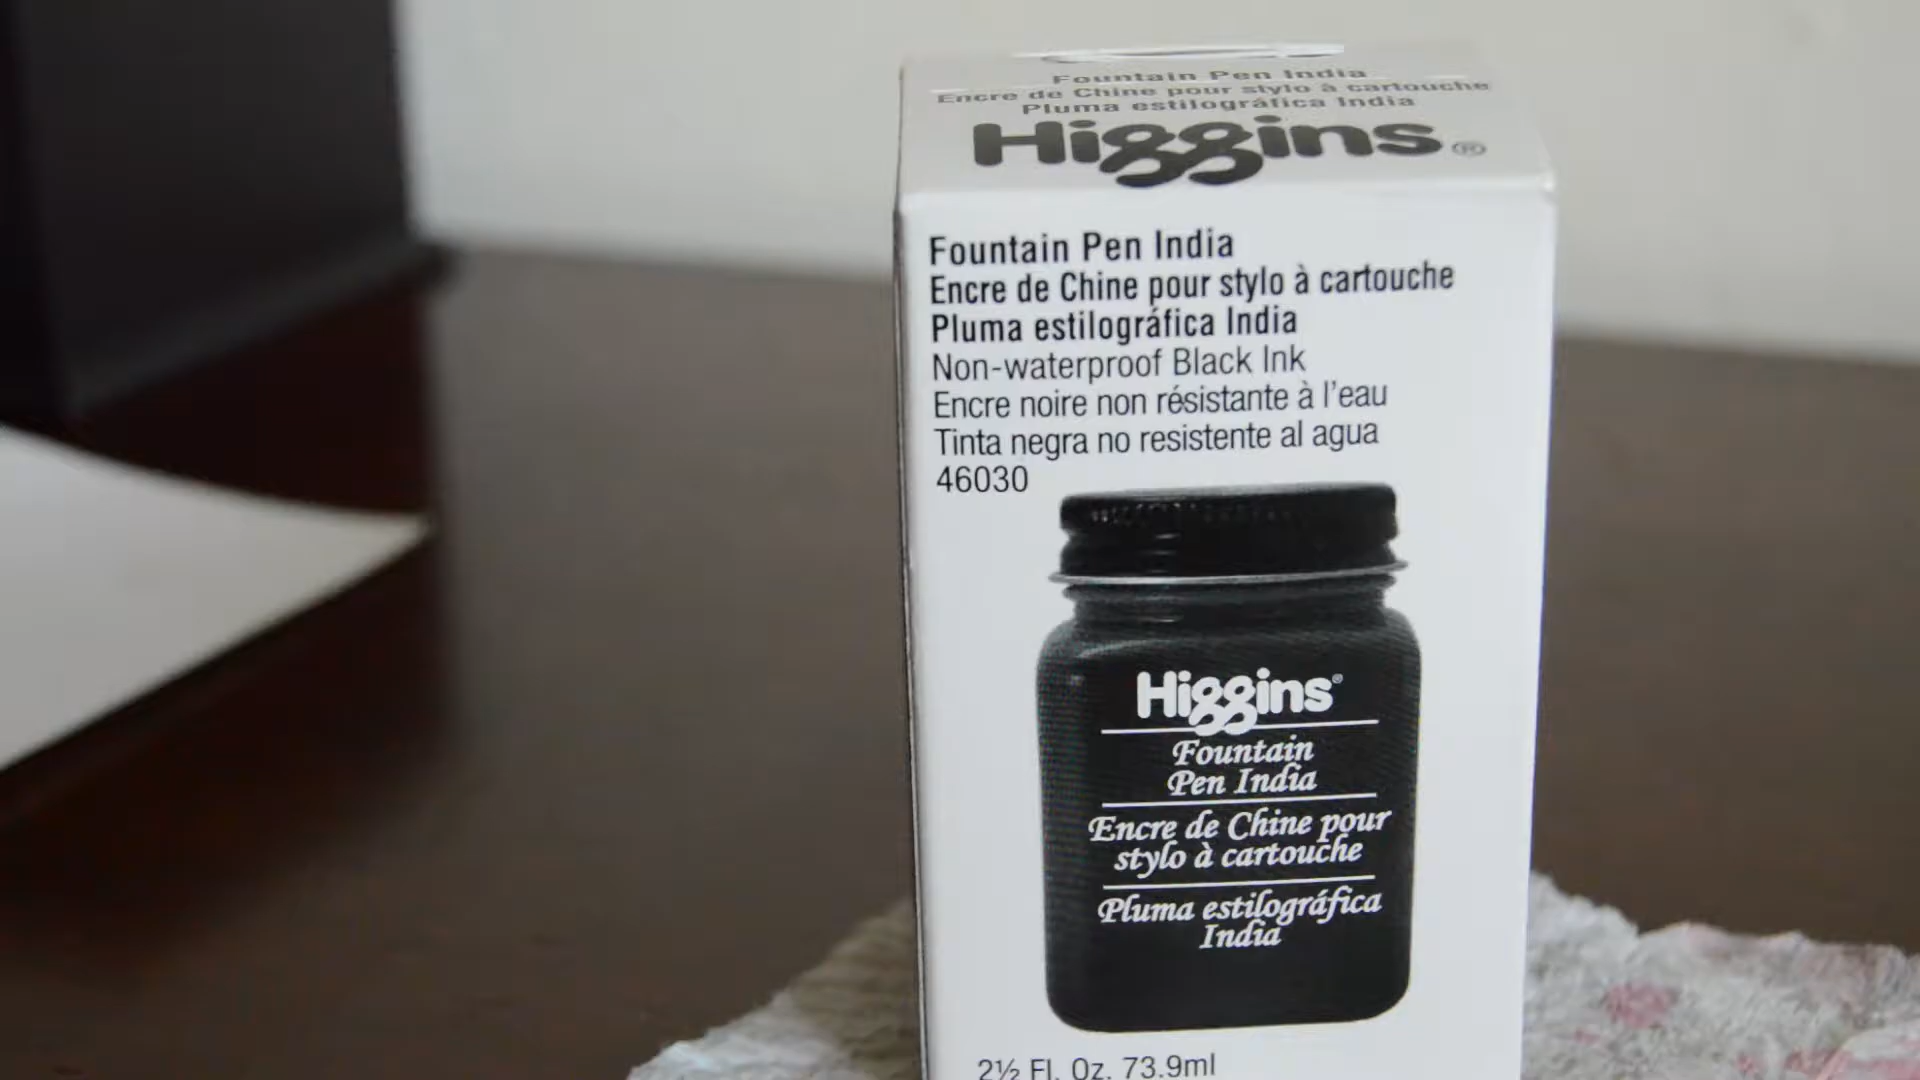 Fountain Pen India
Encre de Chine pour stylo à cartouche
Pluma estilográfica India
Higgins®
Fountain Pen India
Encre de Chine pour stylo à cartouche
Pluma estilográfica India
Non-waterproof Black Ink
Encre noire non résistante à l'eau
Tinta negra no resistente al agua
46030
Higgins®
Fountain
Pen India
Encre de Chine pour
stylo à cartouche
Pluma estilográfica
India
2½ Fl. Oz. 73.9ml